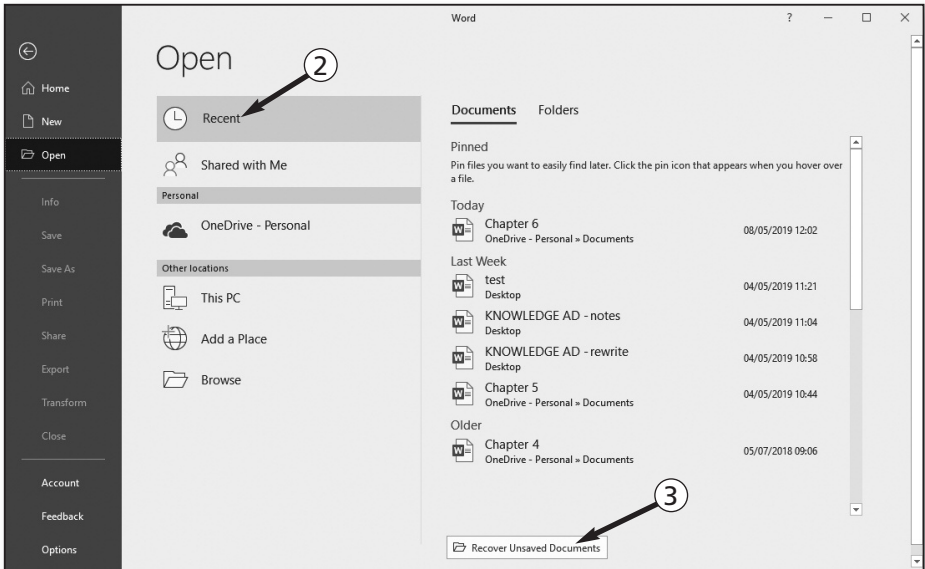 Word
?
Open
2
Home
New
Open
Info
Save
Save As
Print
Share
Export
Transform
Close
Account
Feedback
Options
Recent
Shared with Me
Personal
OneDrive - Personal
Other locations
This PC
Add a Place
Browse
Documents Folders
Pinned
Pin files you want to easily find later. Click the pin icon that appears when you hover over
a file.
Today
W Chapter 6 08/05/2019 12:02
OneDrive - Personal » Documents
Last Week
W test 04/05/2019 11:21
Desktop
W KNOWLEDGE AD - notes 04/05/2019 11:04
Desktop
W KNOWLEDGE AD - rewrite 04/05/2019 10:58
Desktop
W Chapter 5 04/05/2019 10:44
OneDrive - Personal » Documents
Older
W Chapter 4 05/07/2018 09:06
OneDrive - Personal » Documents
3
Recover Unsaved Documents